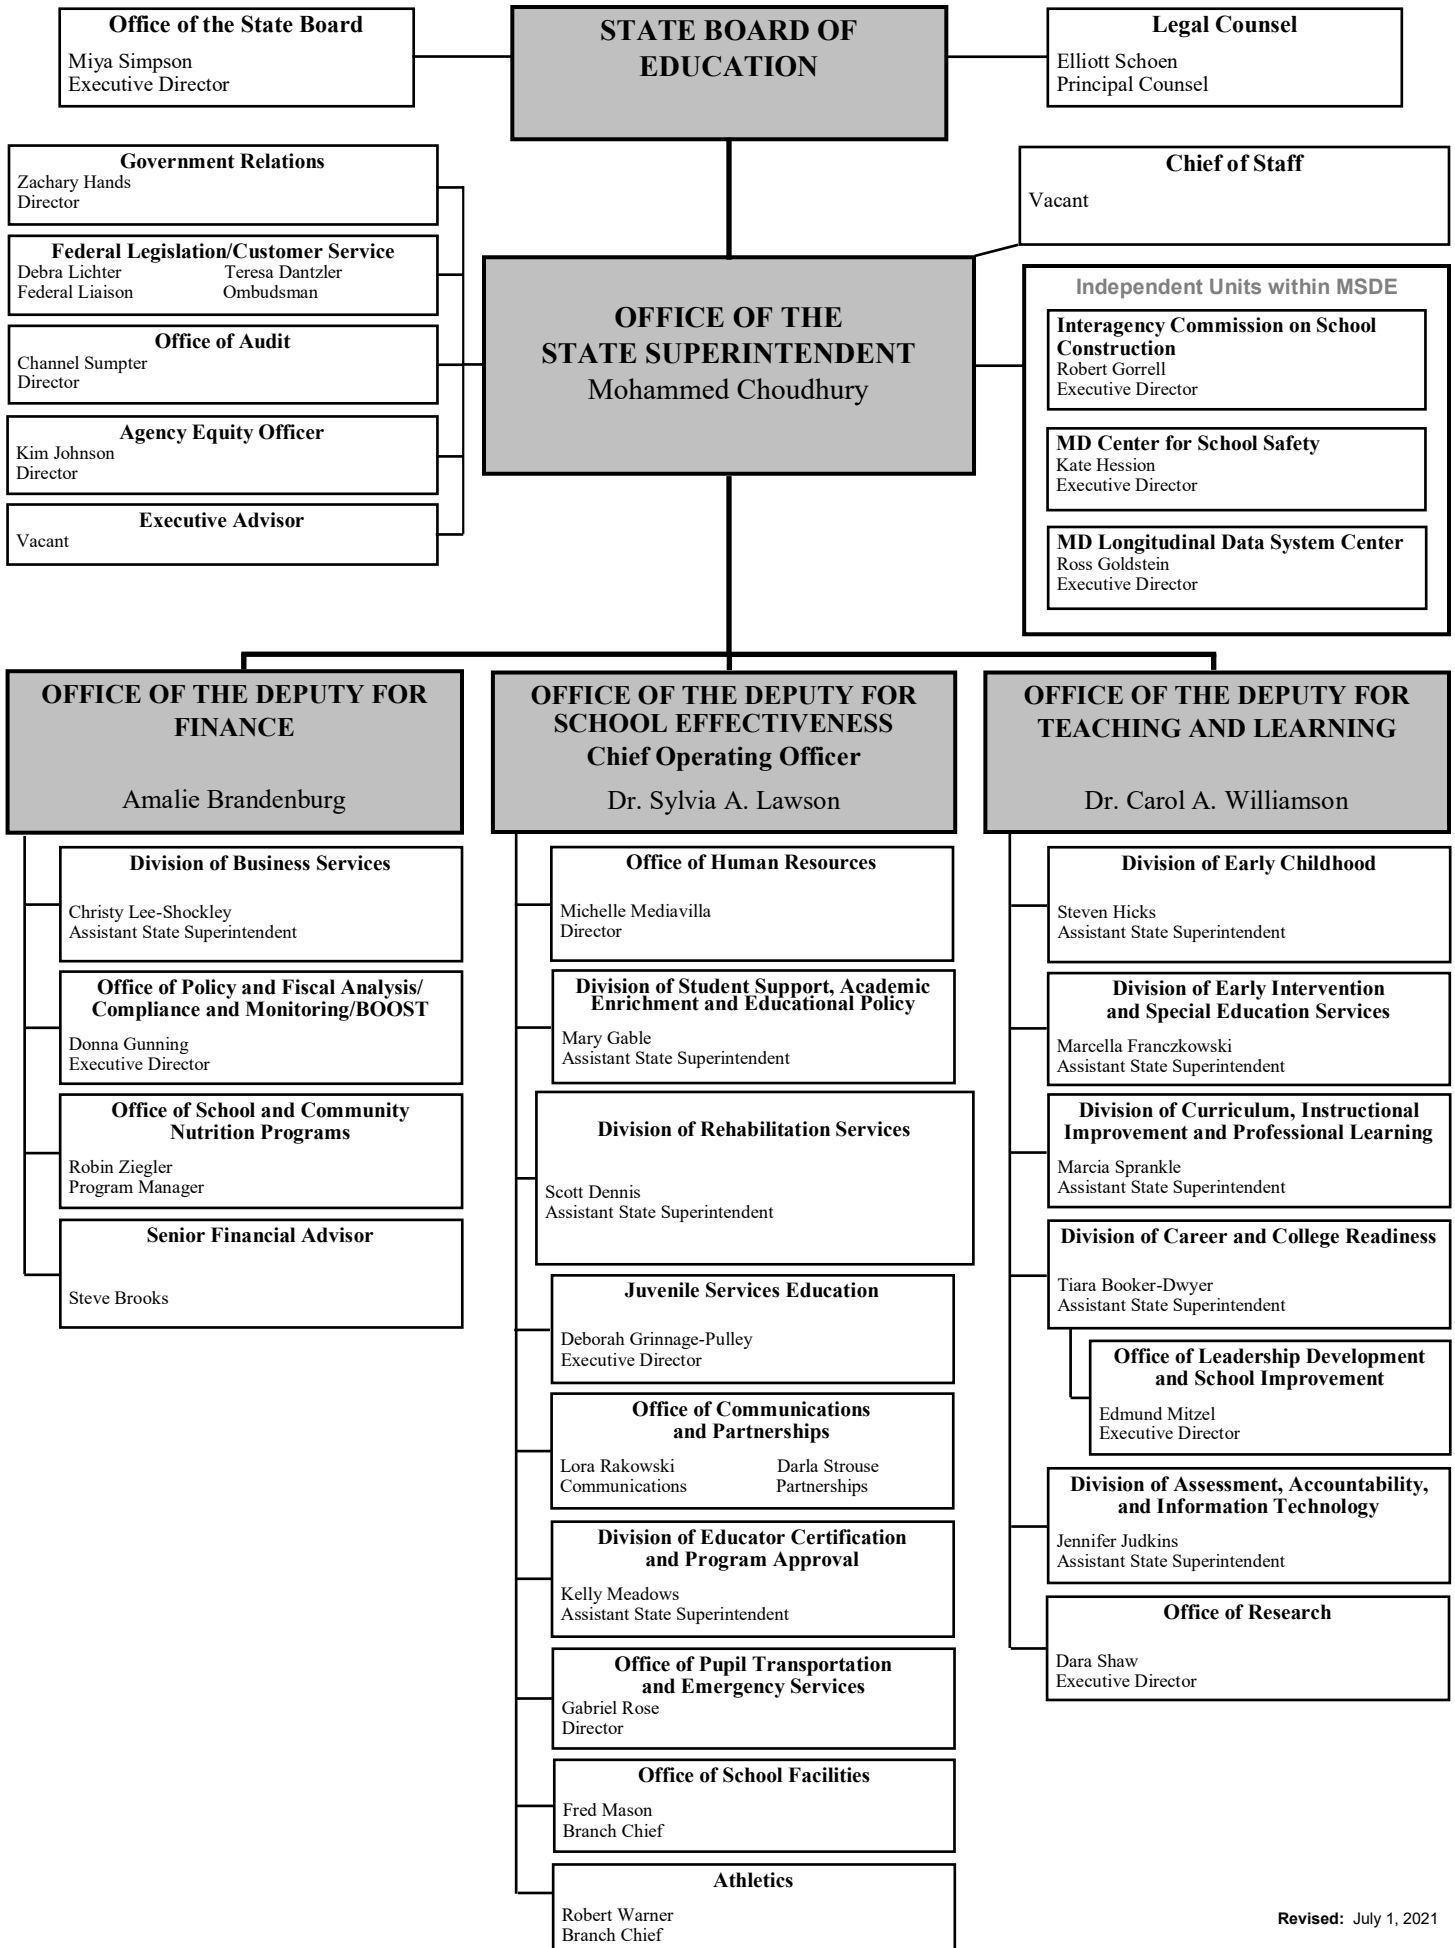 Office of the State Board
Miya Simpson
Executive Director
STATE BOARD OF
EDUCATION
Legal Counsel
Elliott Schoen
Principal Counsel
Government Relations
Zachary Hands
Director
Federal Legislation/Customer Service
Debra Lichter Teresa Dantzler
Federal Liaison Ombudsman
Office of Audit
Channel Sumpter
Director
Agency Equity Officer
Kim Johnson
Director
Executive Advisor
Vacant
OFFICE OF THE
STATE SUPERINTENDENT
Mohammed Choudhury
Chief of Staff
Vacant
Independent Units within MSDE
Interagency Commission on School
Construction
Robert Gorrell
Executive Director
MD Center for School Safety
Kate Hession
Executive Director
MD Longitudinal Data System Center
Ross Goldstein
Executive Director
OFFICE OF THE DEPUTY FOR
FINANCE
Amalie Brandenburg
Division of Business Services
Christy Lee-Shockley
Assistant State Superintendent
Office of Policy and Fiscal Analysis/
Compliance and Monitoring/BOOST
Donna Gunning
Executive Director
Office of School and Community
Nutrition Programs
Robin Ziegler
Program Manager
Senior Financial Advisor
Steve Brooks
OFFICE OF THE DEPUTY FOR
SCHOOL EFFECTIVENESS
Chief Operating Officer
Dr. Sylvia A. Lawson
Office of Human Resources
Michelle Mediavilla
Director
Division of Student Support, Academic
Enrichment and Educational Policy
Mary Gable
Assistant State Superintendent
Division of Rehabilitation Services
Scott Dennis
Assistant State Superintendent
Juvenile Services Education
Deborah Grinnage-Pulley
Executive Director
Office of Communications
and Partnerships
Lora Rakowski Darla Strouse
Communications Partnerships
Division of Educator Certification
and Program Approval
Kelly Meadows
Assistant State Superintendent
Office of Pupil Transportation
and Emergency Services
Gabriel Rose
Director
Office of School Facilities
Fred Mason
Branch Chief
Athletics
Robert Warner
Branch Chief
OFFICE OF THE DEPUTY FOR
TEACHING AND LEARNING
Dr. Carol A. Williamson
Division of Early Childhood
Steven Hicks
Assistant State Superintendent
Division of Early Intervention
and Special Education Services
Marcella Franczkowski
Assistant State Superintendent
Division of Curriculum, Instructional
Improvement and Professional Learning
Marcia Sprankle
Assistant State Superintendent
Division of Career and College Readiness
Tiara Booker-Dwyer
Assistant State Superintendent
Office of Leadership Development
and School Improvement
Edmund Mitzel
Executive Director
Division of Assessment, Accountability,
and Information Technology
Jennifer Judkins
Assistant State Superintendent
Office of Research
Dara Shaw
Executive Director
Revised: July 1, 2021